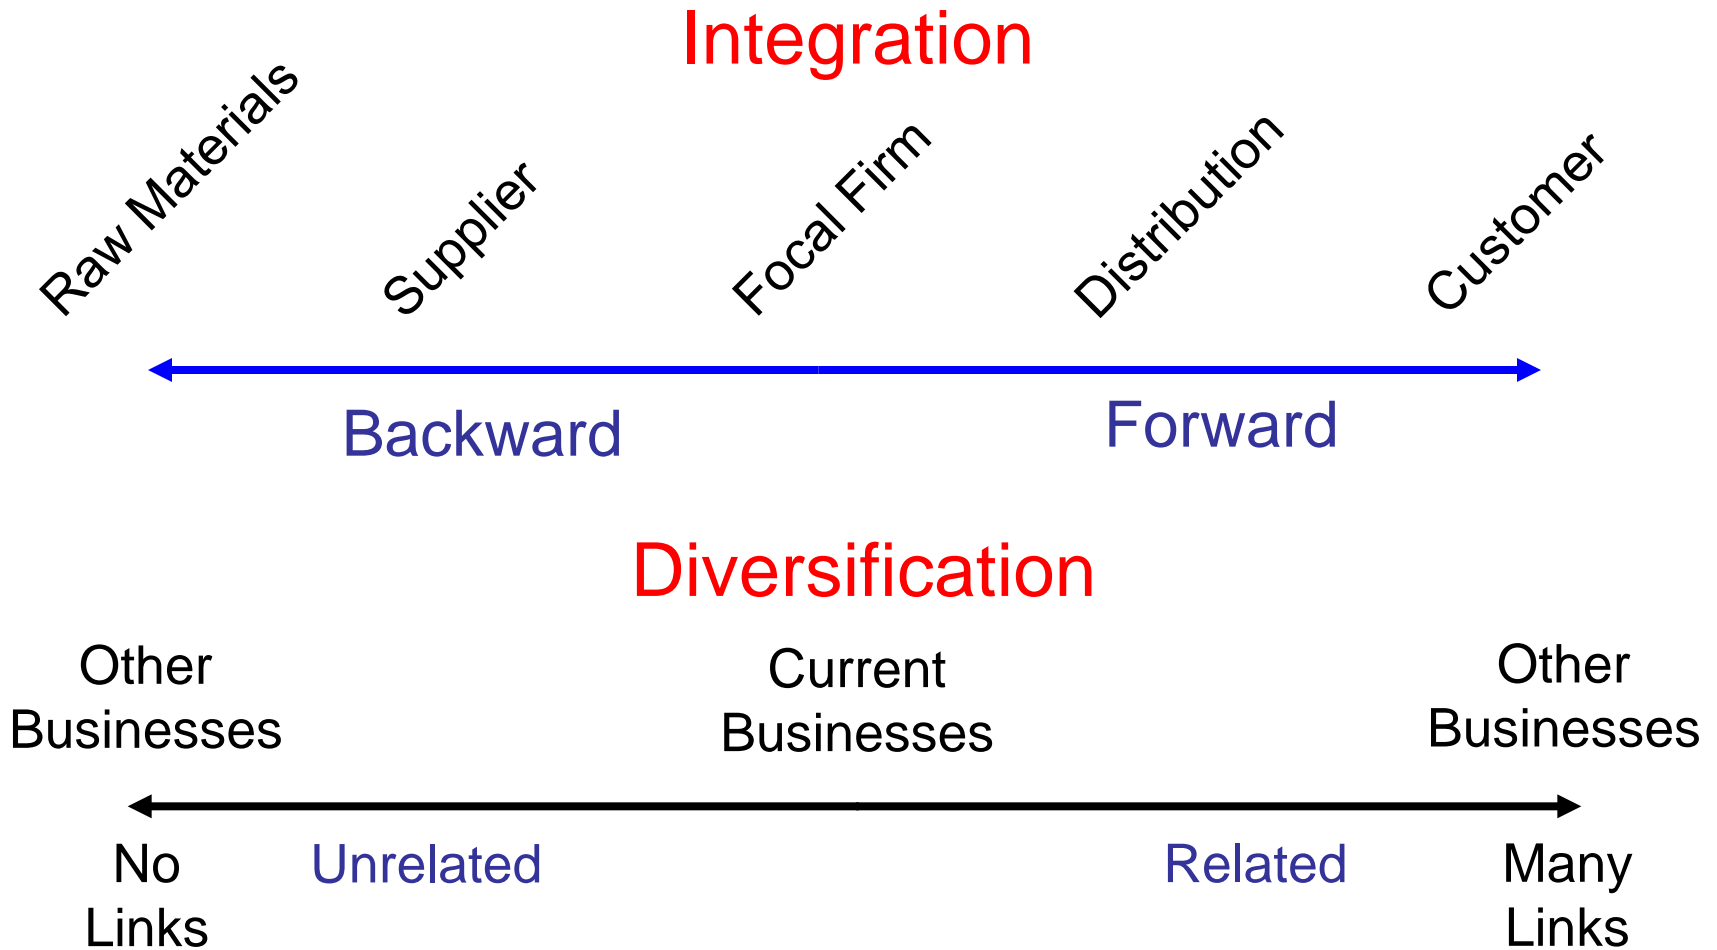 Integration
Raw Materials
Supplier
Focal Firm
Distribution
Customer
Backward
Forward
Diversification
Other
Businesses
Current
Businesses
Other
Businesses
No
Links
Unrelated
Related
Many
Links